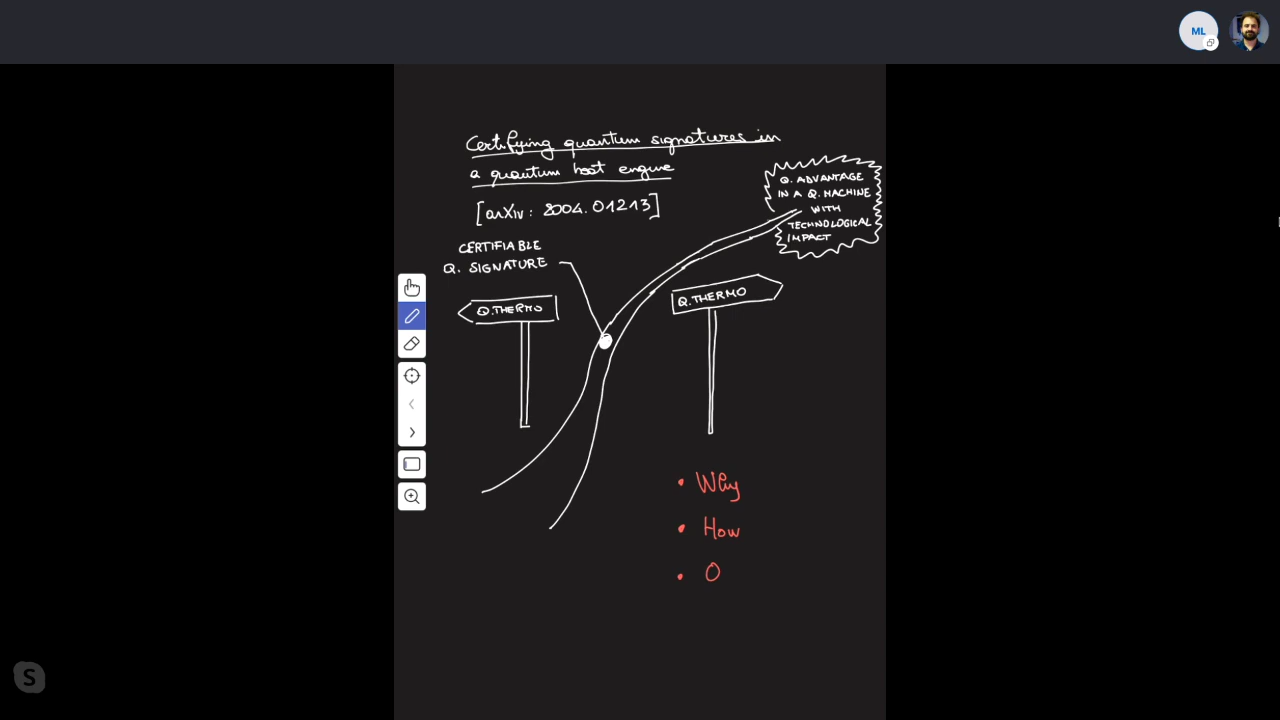 ML
Certifying quantum signatures in
a quantum heat engine
[arXiv: 2004.01213]
Q. ADVANTAGE
IN A Q. MACHINE
WITH
TECHNOLOGICAL
IMPACT
CERTIFIABLE
Q. SIGNATURE
Q. THERMO
Q. THERMO
• Why
• How
• O
S